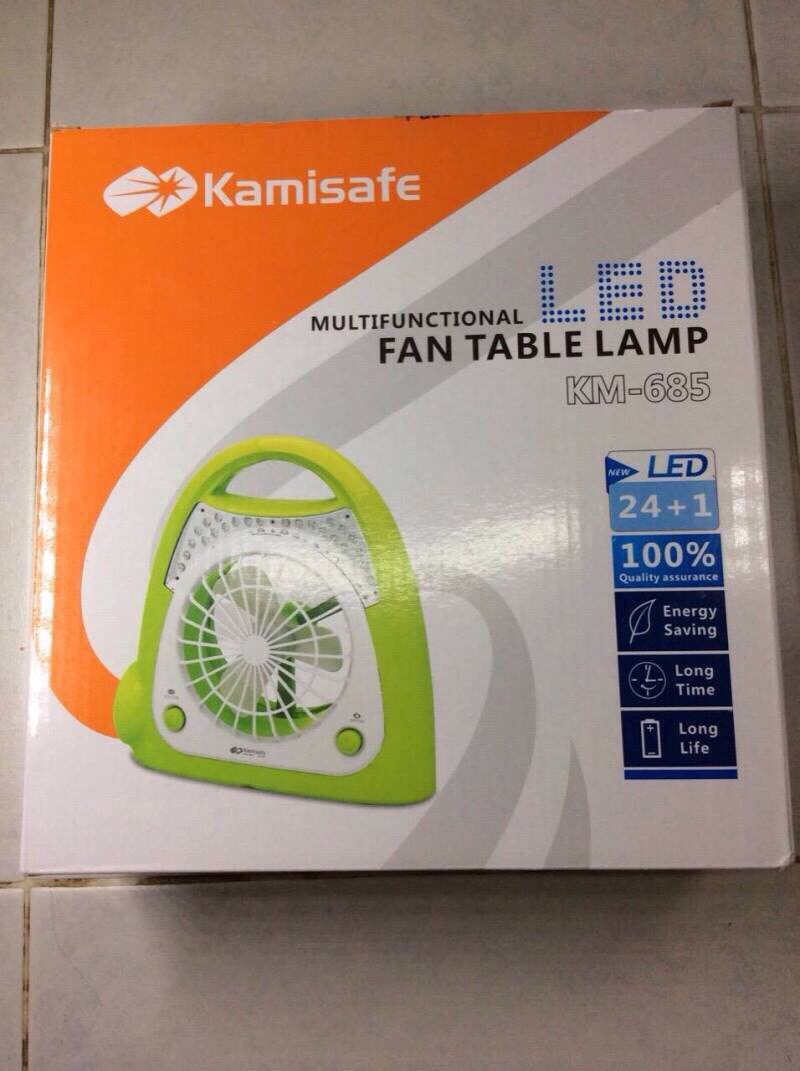 Kamisafe
LED
MULTIFUNCTIONAL
FAN TABLE LAMP
KM-685
NEW LED
24+1
100%
Quality assurance
Energy
Saving
Long
Time
Long
Life
Kamisafe